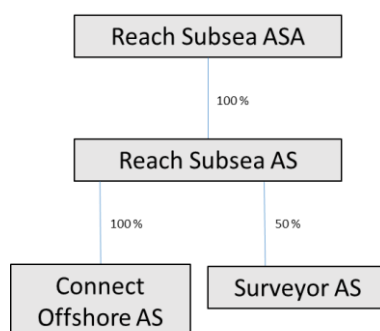 Reach Subsea ASA
100 %
Reach Subsea AS
100 %
50 %
Connect
Offshore AS
Surveyor AS